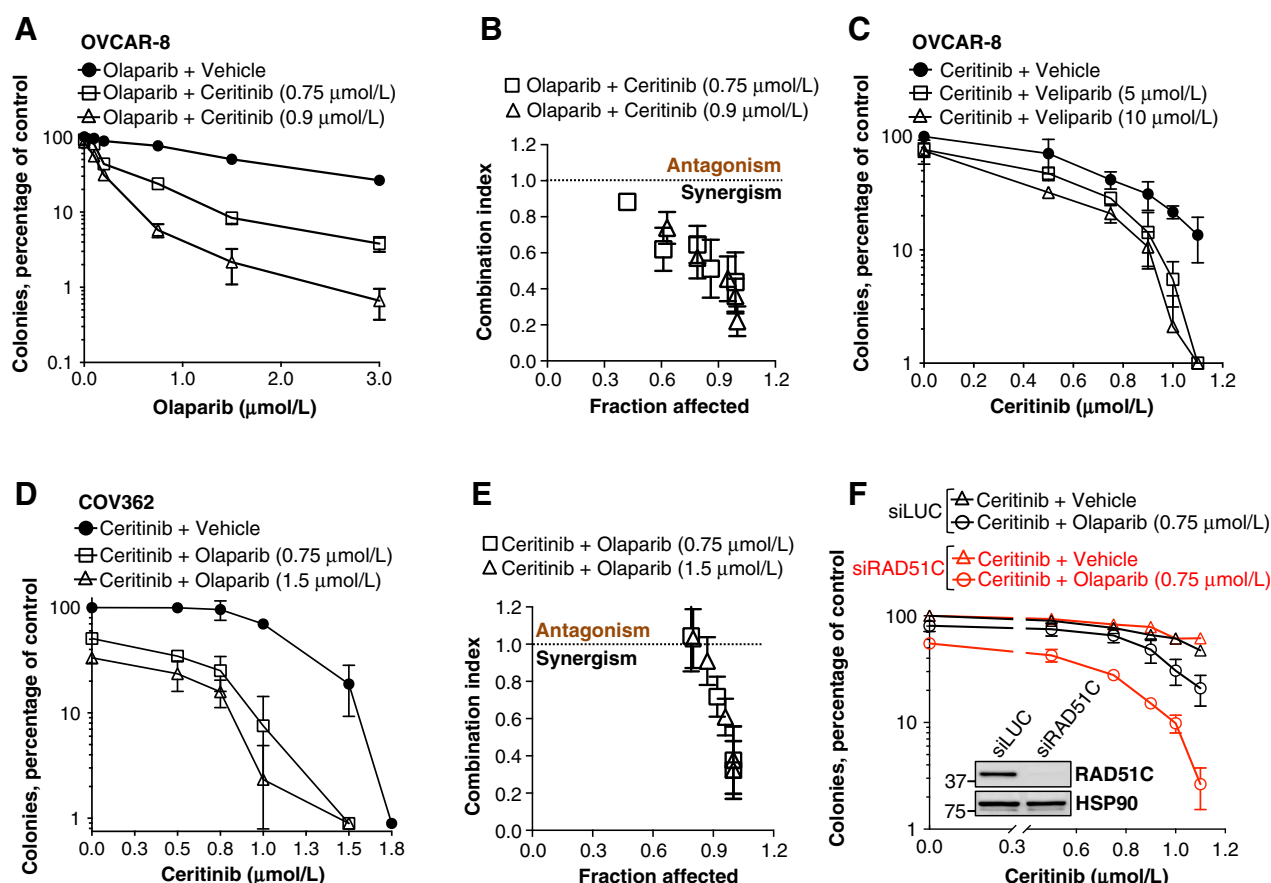 A
OVCAR-8
Olaparib + Vehicle
Olaparib + Ceritinib (0.75 μmol/L)
Olaparib + Ceritinib (0.9 μmol/L)
Colonies, percentage of control
100
10
1
0.1
0.0 1.0 2.0 3.0
Olaparib (μmol/L)
B
Olaparib + Ceritinib (0.75 μmol/L)
Olaparib + Ceritinib (0.9 μmol/L)
Combination index
1.2
1.0
0.8
0.6
0.4
0.2
0.0
Antagonism
Synergism
0.0 0.3 0.6 0.9 1.2
Fraction affected
C
OVCAR-8
Ceritinib + Vehicle
Ceritinib + Veliparib (5 μmol/L)
Ceritinib + Veliparib (10 μmol/L)
Colonies, percentage of control
100
10
1
0.0 0.2 0.4 0.6 0.8 1.0 1.2
Ceritinib (μmol/L)
D
COV362
Ceritinib + Vehicle
Ceritinib + Olaparib (0.75 μmol/L)
Ceritinib + Olaparib (1.5 μmol/L)
Colonies, percentage of control
100
10
1
0.0 0.5 0.8 1.0 1.5 1.8
Ceritinib (μmol/L)
E
Ceritinib + Olaparib (0.75 μmol/L)
Ceritinib + Olaparib (1.5 μmol/L)
Combination index
1.2
1.0
0.8
0.6
0.4
0.2
0.0
Antagonism
Synergism
0.0 0.3 0.6 0.9 1.2
Fraction affected
F
siLUC
Ceritinib + Vehicle
Ceritinib + Olaparib (0.75 μmol/L)
siRAD51C
Ceritinib + Vehicle
Ceritinib + Olaparib (0.75 μmol/L)
Colonies, percentage of control
100
10
1
siLUC siRAD51C
37 RAD51C
75 HSP90
0.0 0.3 0.6 0.8 1.0 1.2
Ceritinib (μmol/L)